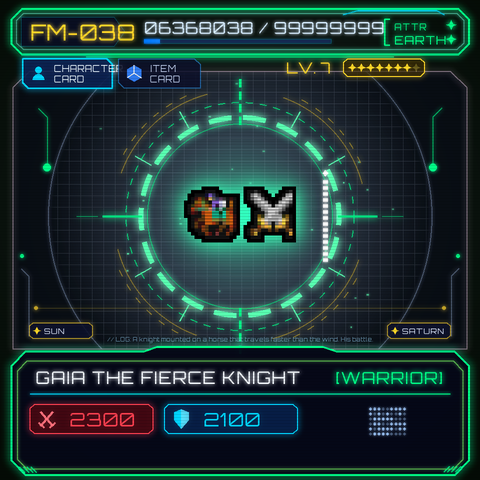 FM-038
06368038 / 99999999
ATTR
EARTH
CHARACTER
CARD
ITEM
CARD
LV.7
SUN
SATURN
// LOG: A knight mounted on a horse that travels faster than the wind. His battle
GAIA THE FIERCE KNIGHT
[WARRIOR]
2300
2100